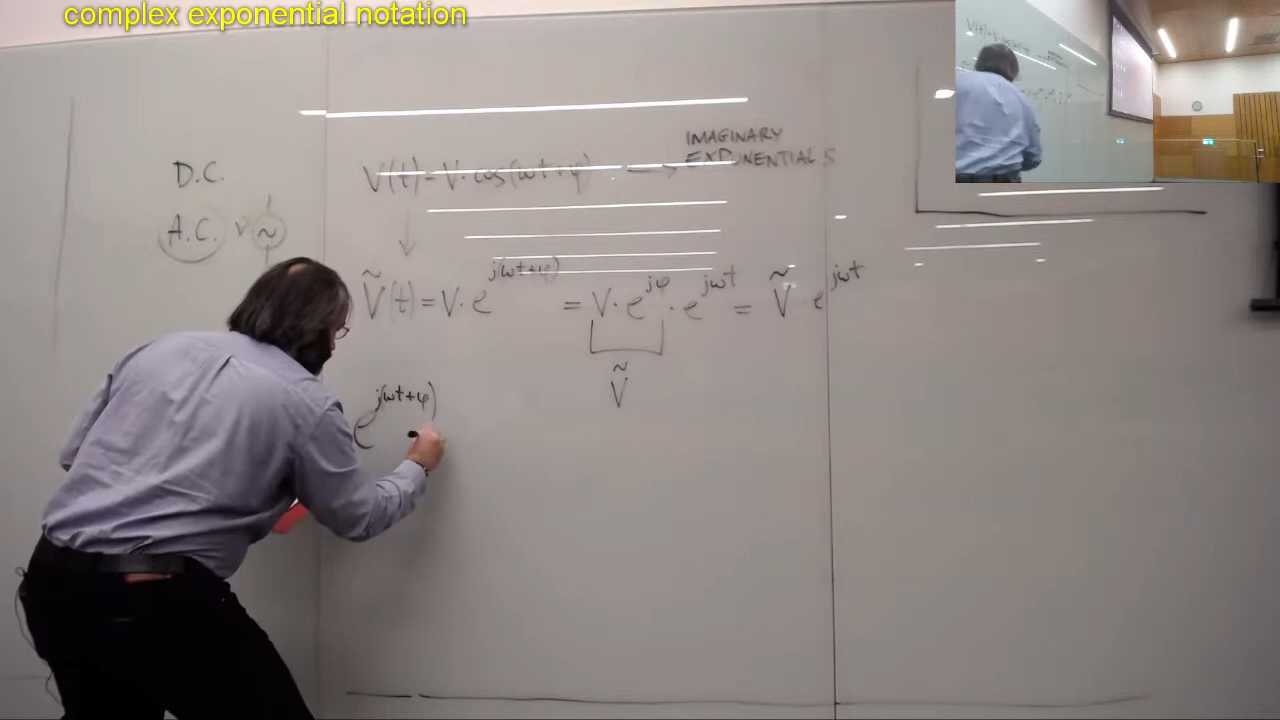 complex exponential notation
D.C.
A.C. V ~
V(t)=V·cos(ωt+φ) → IMAGINARY
EXPONENTIALS
↓
Ṽ(t)=V·e^{j(ωt+φ)} = V·e^{jφ}·e^{jωt} = Ṽ·e^{jωt}
Ṽ
e^{j(ωt+φ)}